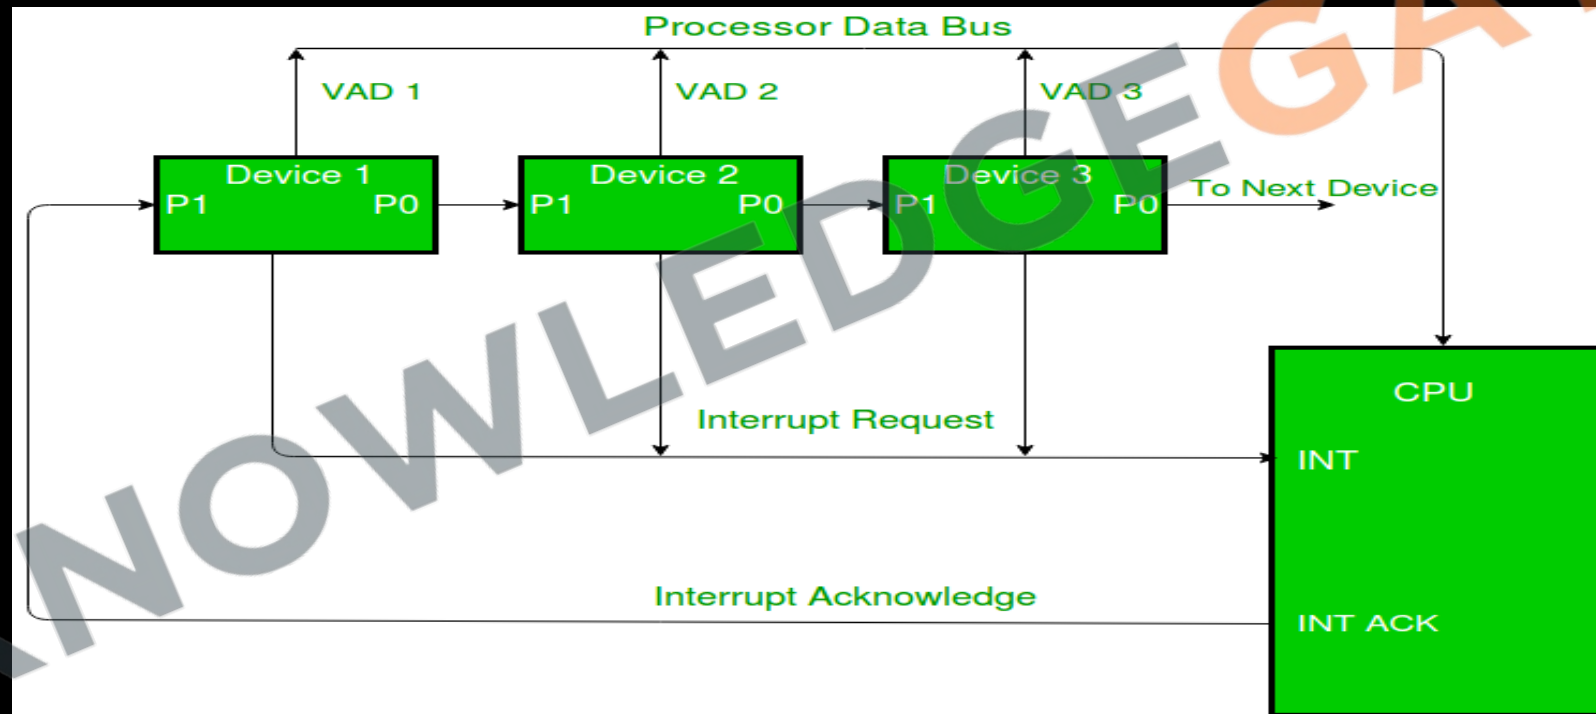 Processor Data Bus
VAD 1
VAD 2
VAD 3
Device 1
P1
P0
Device 2
P1
P0
Device 3
P1
P0
To Next Device
CPU
Interrupt Request
INT
Interrupt Acknowledge
INT ACK
KNOWLEDGEGA